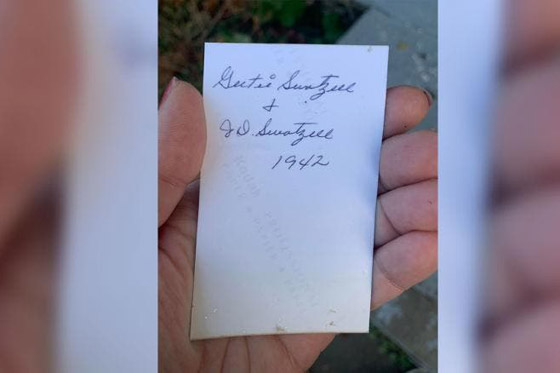 Gertie Swatzell
&
J D. Swatzell
1942